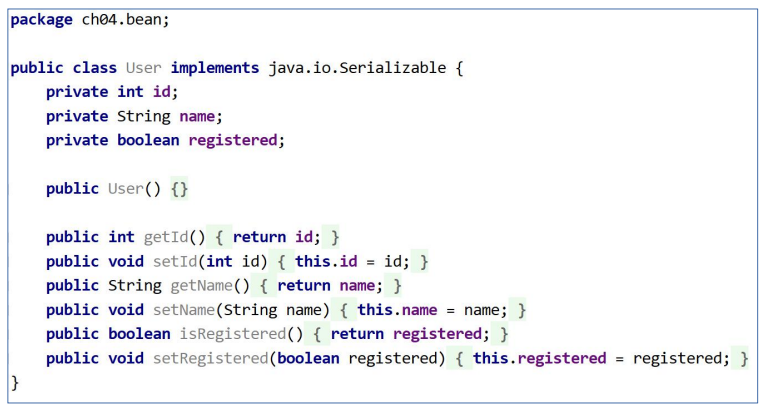 package ch04.bean;
public class User implements java.io.Serializable {
private int id;
private String name;
private boolean registered;
public User() {}
public int getId() { return id; }
public void setId(int id) { this.id = id; }
public String getName() { return name; }
public void setName(String name) { this.name = name; }
public boolean isRegistered() { return registered; }
public void setRegistered(boolean registered) { this.registered = registered; }
}